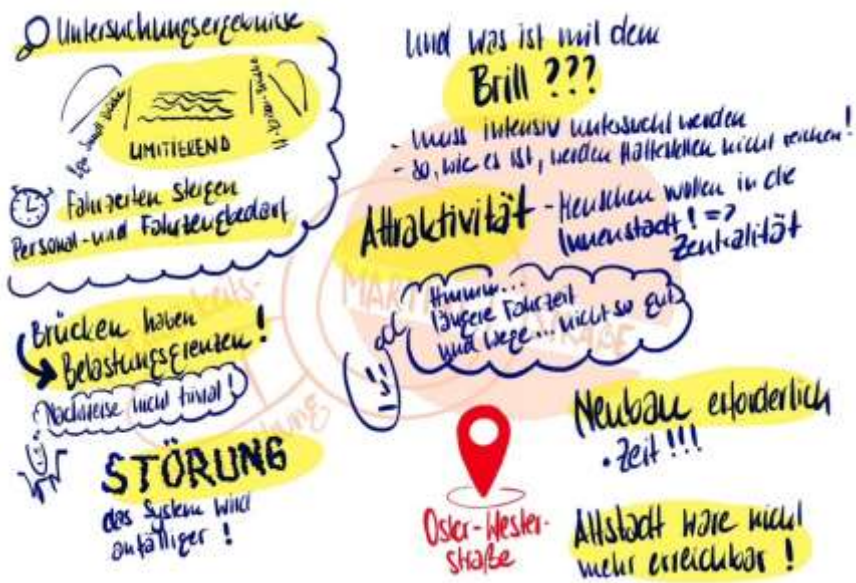 Untersuchungsergebnisse
LIMITIEREND
Fahrzeiten steigen
Personal- und Fahrzeugbedarf
Brücken haben
Belastungsgrenzen!
Nachweise nicht trivial!
STÖRUNG
das System wird
anfälliger!
Und was ist mit dem
Brill ???
- muss intensiv untersucht werden
- so, wie es ist, werden Haltestellen nicht reichen!
Attraktivität - Menschen wollen in die
Innenstadt! =>
Zentralität
Hmmm...
längere Fahrzeit
und Wege... nicht so gut
Neubau erforderlich
• Zeit!!!
Oster-Wester-
straße
Altstadt wäre nicht
mehr erreichbar!